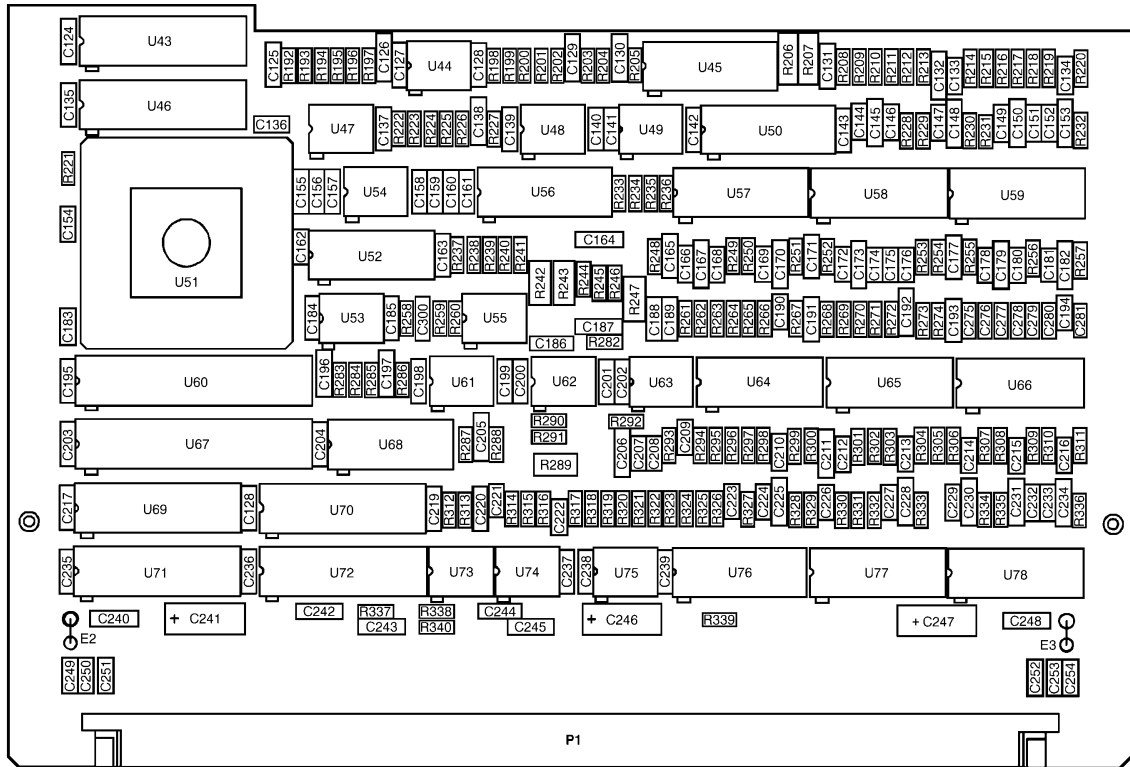 C124 U43 C125 R192 R193 R194 R195 R196 R197 C126 C127 U44 C128 R198 R199 R200 R201 R202 C129 R203 R204 C130 R205 U45 R206 R207 C131 R208 R209 R210 R211 R212 R213 C132 C133 R214 R215 R216 R217 R218 R219 C134 R220
C135 U46 C136 U47 C137 R222 R223 R224 R225 R226 C138 R227 C139 U48 C140 C141 U49 C142 U50 C143 C144 C145 C146 R228 R229 C147 C148 R230 R231 C149 C150 C151 C152 C153 R232
R221 C155 C156 C157 U54 C158 C159 C160 C161 U56 R233 R234 R235 R236 U57 U58 U59
C154 U51 C162 U52 C163 R237 R238 R239 R240 R241 C164 R248 C165 C166 C167 C168 R249 R250 C169 C170 R251 C171 R252 C172 C173 C174 C175 C176 R253 R254 C177 R255 C178 C179 C180 R256 C181 C182 R257
R242 R243 R244 R245 R246 R247
C183 C184 U53 C185 R258 C300 R259 R260 U55 C187 C188 C189 R261 R262 R263 R264 R265 R266 C190 R267 C191 R268 R269 R270 R271 R272 C192 R273 R274 C193 C275 C276 C277 C278 C279 C280 C194 C281
C186 R282
C195 U60 C196 R283 R284 R285 C197 R286 C198 U61 C199 C200 U62 C201 C202 U63 U64 U65 U66
R290 R292
R291
C203 U67 C204 U68 R287 C205 R288 R289 C206 C207 C208 R293 C209 R294 R295 R296 R297 R298 C210 R299 R300 C211 C212 R301 R302 R303 C213 R304 R305 R306 C214 R307 R308 C215 R309 R310 C216 R311
C217 U69 C128 U70 C219 R312 R313 C220 C221 R314 R315 R316 C222 R317 R318 R319 R320 R321 R322 R323 R324 R325 R326 C223 R327 C224 C225 R328 R329 C226 R330 R331 R332 C227 C228 R333 C229 C230 R334 R335 C231 C232 C233 C234 R336
C235 U71 C236 U72 U73 U74 C237 C238 U75 C239 U76 U77 U78
C240 + C241 C242 R337 R338 C244 + C246 R339 + C247 C248
C243 R340 C245
E2 E3
C249 C250 C251 C252 C253 C254
P1